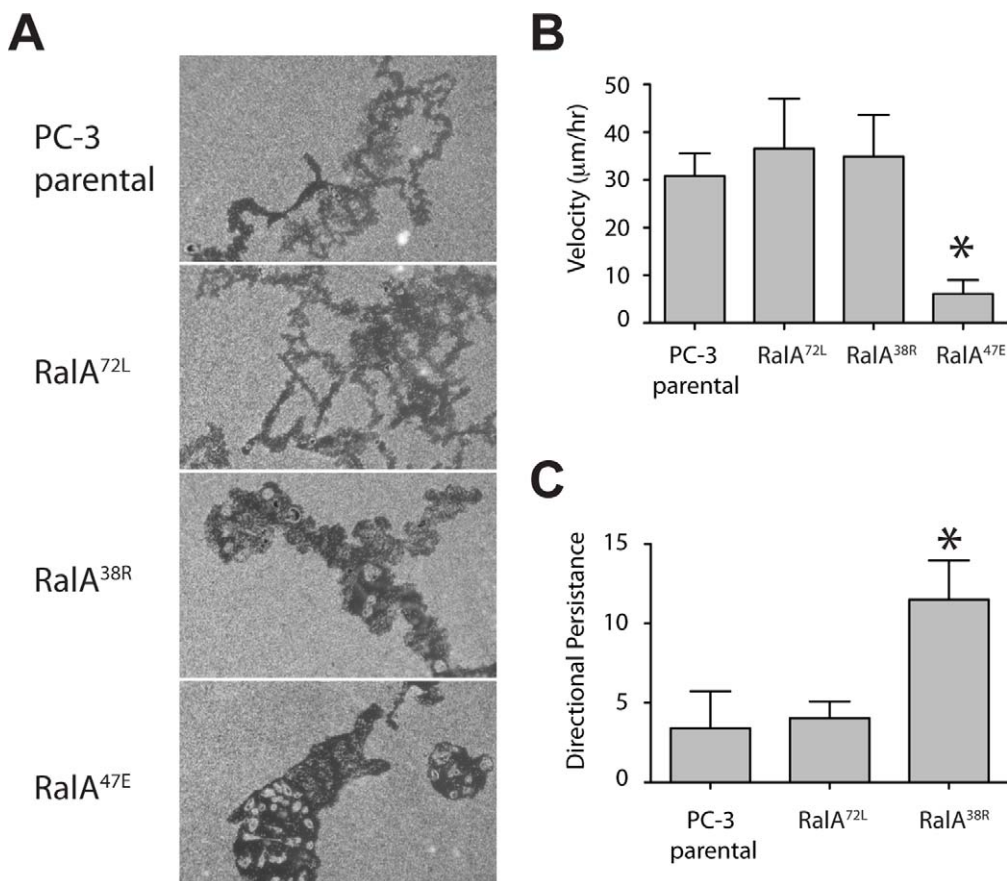 A
PC-3
parental
RalA72L
RalA38R
RalA47E
B
Velocity (μm/hr)
50
40
30
20
10
0
*
PC-3
parental
RalA72L
RalA38R
RalA47E
C
Directional Persistance
15
10
5
0
*
PC-3
parental
RalA72L
RalA38R